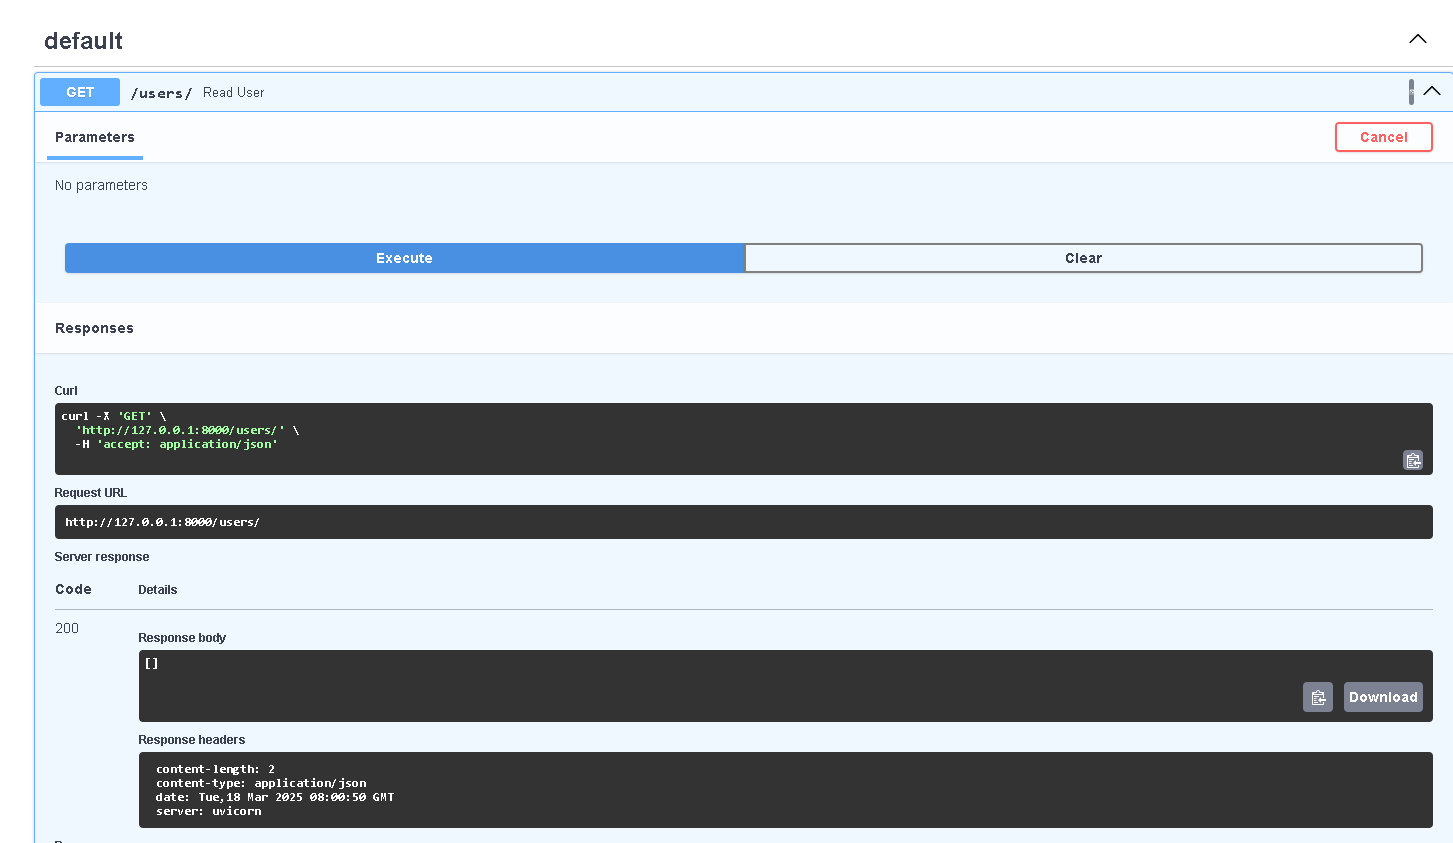 default
GET /users/ Read User
Parameters
Cancel
No parameters
Execute
Clear
Responses
Curl
curl -X 'GET' \
'http://127.0.0.1:8000/users/' \
-H 'accept: application/json'
Request URL
http://127.0.0.1:8000/users/
Server response
Code Details
200
Response body
[]
Download
Response headers
content-length: 2
content-type: application/json
date: Tue,18 Mar 2025 08:00:50 GMT
server: uvicorn